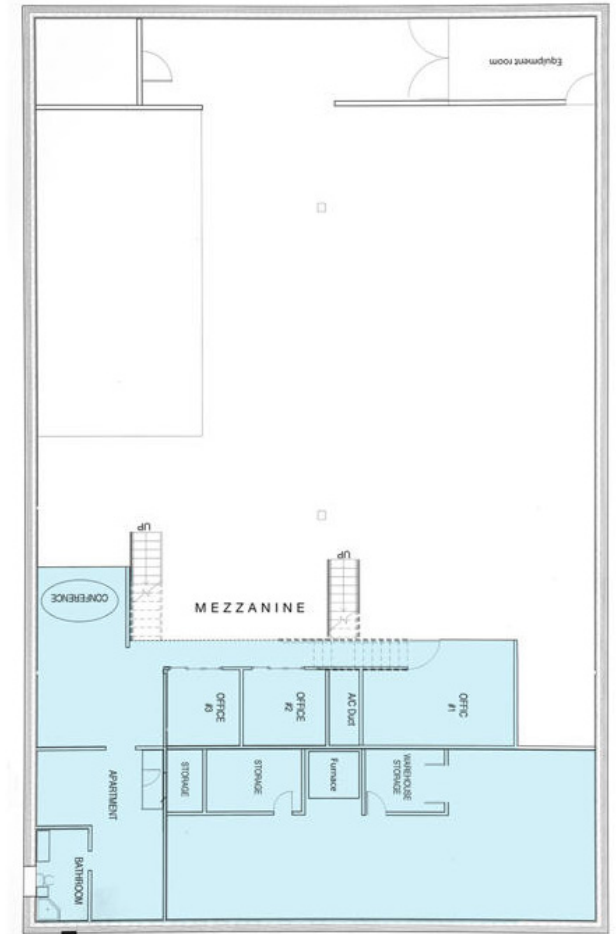 Equipment room
UP
UP
CONFERENCE
MEZZANINE
OFFICE
#3
OFFICE
#2
A/C Duct
OFFIC
#1
APARTMENT
STORAGE
STORAGE
Furnace
WAREHOUSE
STORAGE
BATHROOM